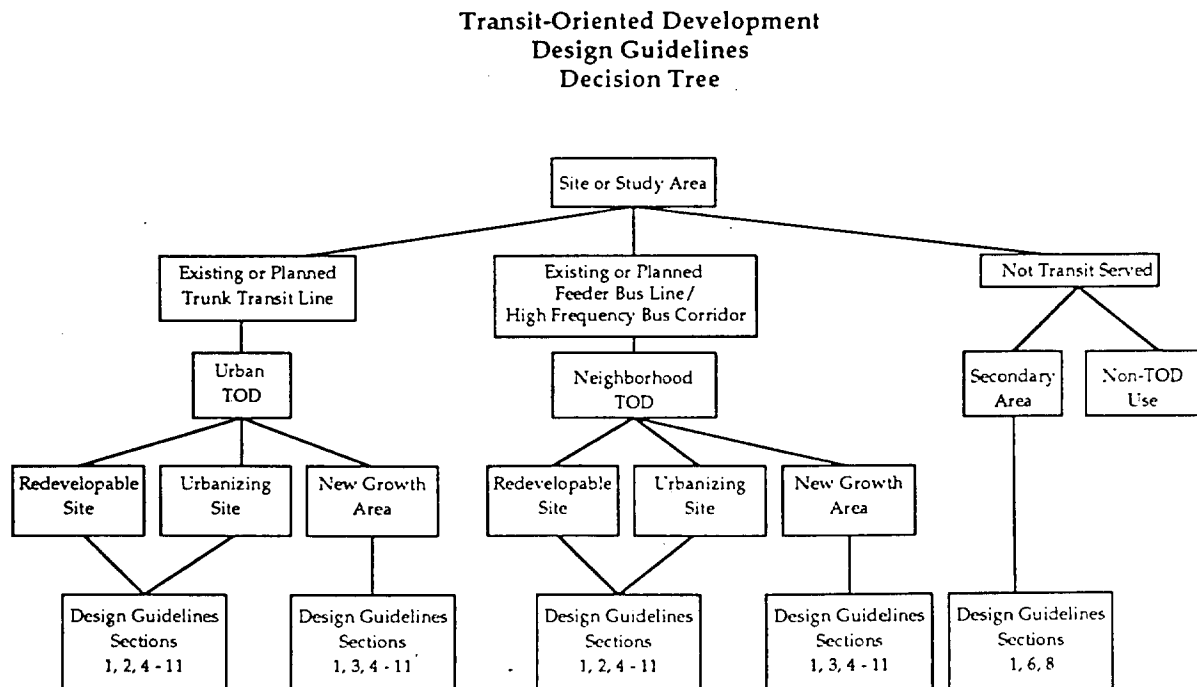 Transit-Oriented Development
Design Guidelines
Decision Tree
Site or Study Area
Existing or Planned
Trunk Transit Line
Existing or Planned
Feeder Bus Line/
High Frequency Bus Corridor
Not Transit Served
Urban
TOD
Neighborhood
TOD
Secondary
Area
Non-TOD
Use
Redevelopable
Site
Urbanizing
Site
New Growth
Area
Redevelopable
Site
Urbanizing
Site
New Growth
Area
Design Guidelines
Sections
1, 2, 4 - 11
Design Guidelines
Sections
1, 3, 4 - 11
Design Guidelines
Sections
1, 2, 4 - 11
Design Guidelines
Sections
1, 3, 4 - 11
Design Guidelines
Sections
1, 6, 8